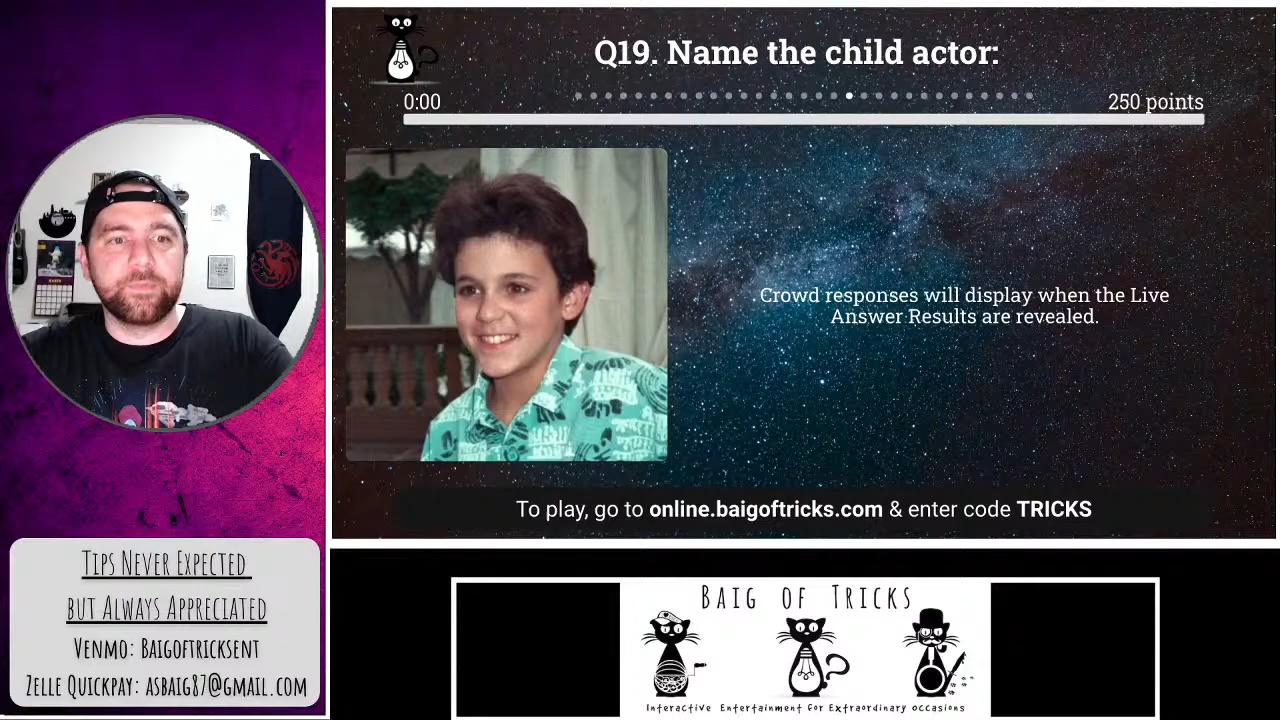 Q19. Name the child actor:
0:00
250 points
Crowd responses will display when the Live
Answer Results are revealed.
To play, go to online.baigoftricks.com & enter code TRICKS
Tips Never Expected
but Always Appreciated
Venmo: Baigoftricksent
Zelle Quickpay: asbaig87@gmail.com
Baig of Tricks
Interactive Entertainment for Extraordinary Occasions